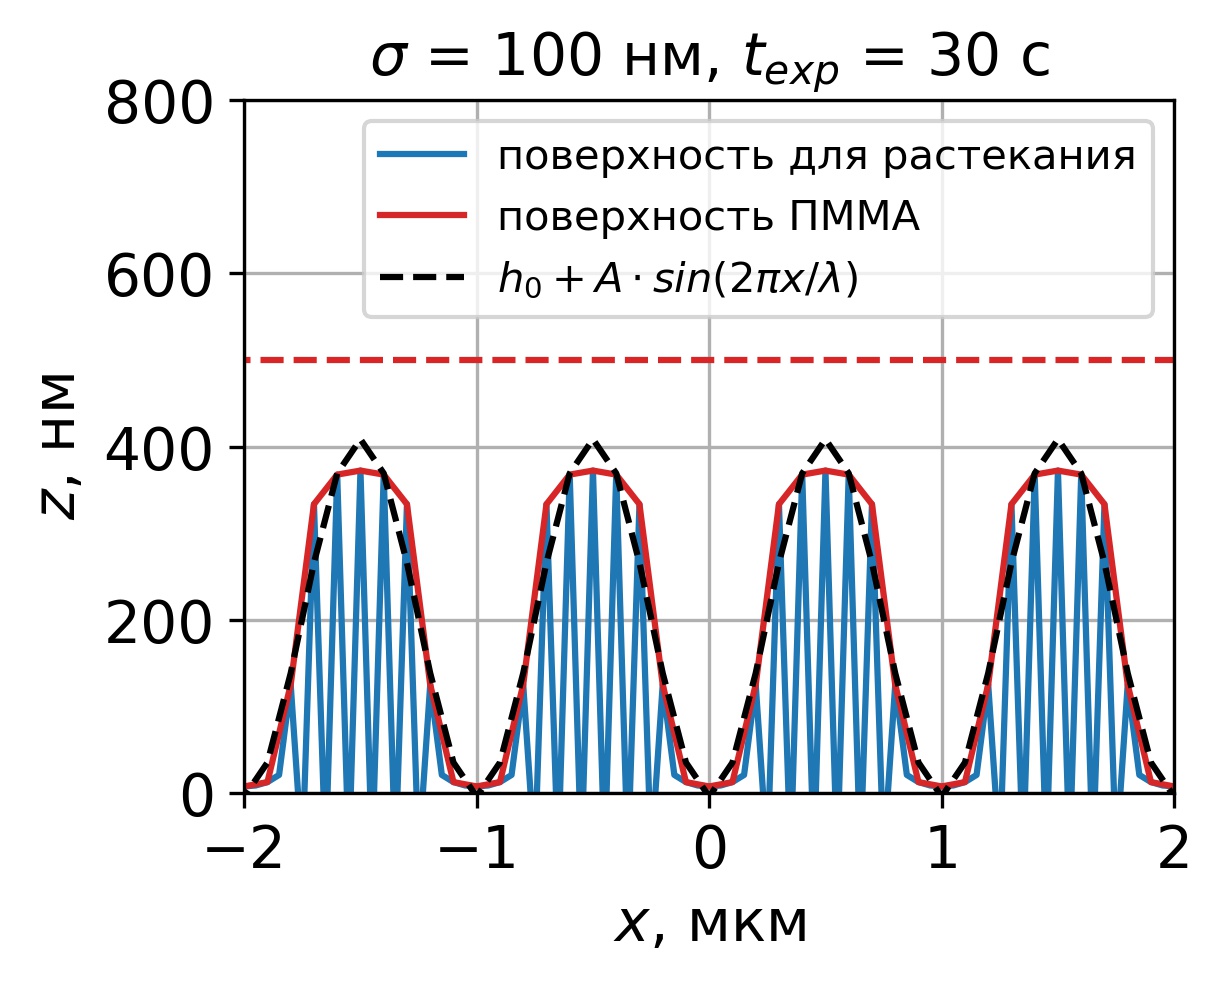 σ = 100 нм, t_exp = 30 с
800
600
400
200
0
z, нм
поверхность для растекания
поверхность ПММА
h₀ + A · sin(2πx/λ)
−2
−1
0
1
2
x, мкм